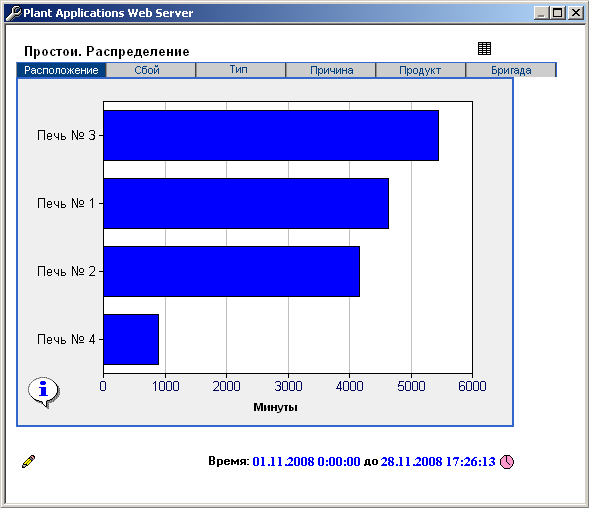 Plant Applications Web Server
Простои. Распределение
Расположение Сбой Тип Причина Продукт Бригада
Печь № 3
Печь № 1
Печь № 2
Печь № 4
0 1000 2000 3000 4000 5000 6000
Минуты
Время: 01.11.2008 0:00:00 до 28.11.2008 17:26:13